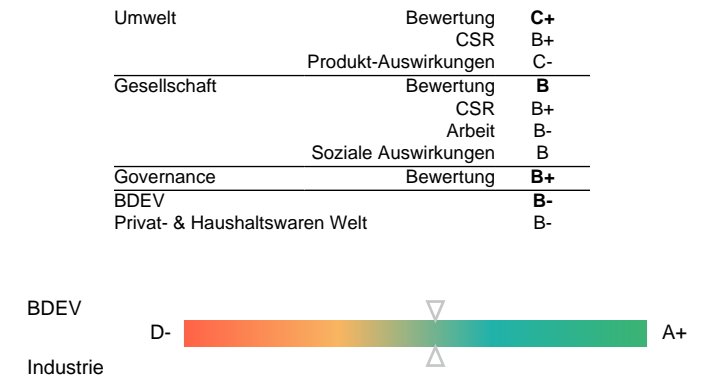 Umwelt Bewertung C+
CSR B+
Produkt-Auswirkungen C-
Gesellschaft Bewertung B
CSR B+
Arbeit B-
Soziale Auswirkungen B
Governance Bewertung B+
BDEV B-
Privat- & Haushaltswaren Welt B-
BDEV
D- A+
Industrie